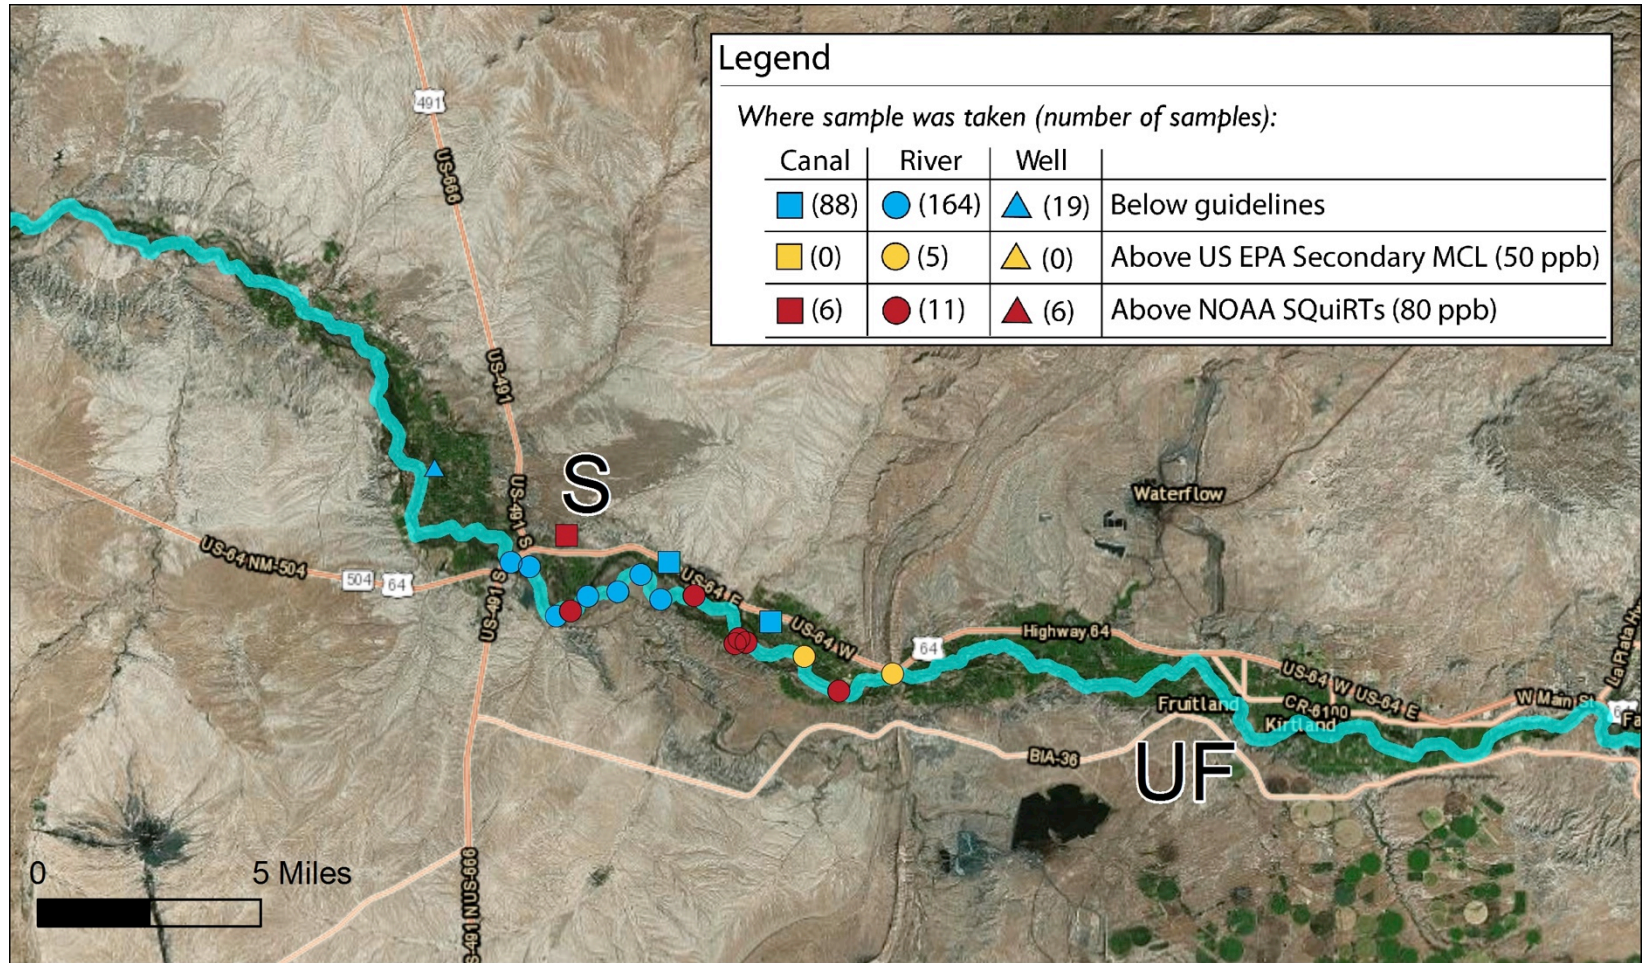 Legend
Where sample was taken (number of samples):
Canal River Well
(88) (164) (19) Below guidelines
(0) (5) (0) Above US EPA Secondary MCL (50 ppb)
(6) (11) (6) Above NOAA SQuiRTs (80 ppb)
491
US-666
US-491
US-491 S
S
Waterflow
US-64 NM-504
504
64
US-491 S
US-64 E
US-64 W
64
Highway 64
US-64 W US-64 E
CR-6100
W Main St
Fruitland
Kirtland
BIA-36
UF
0 5 Miles